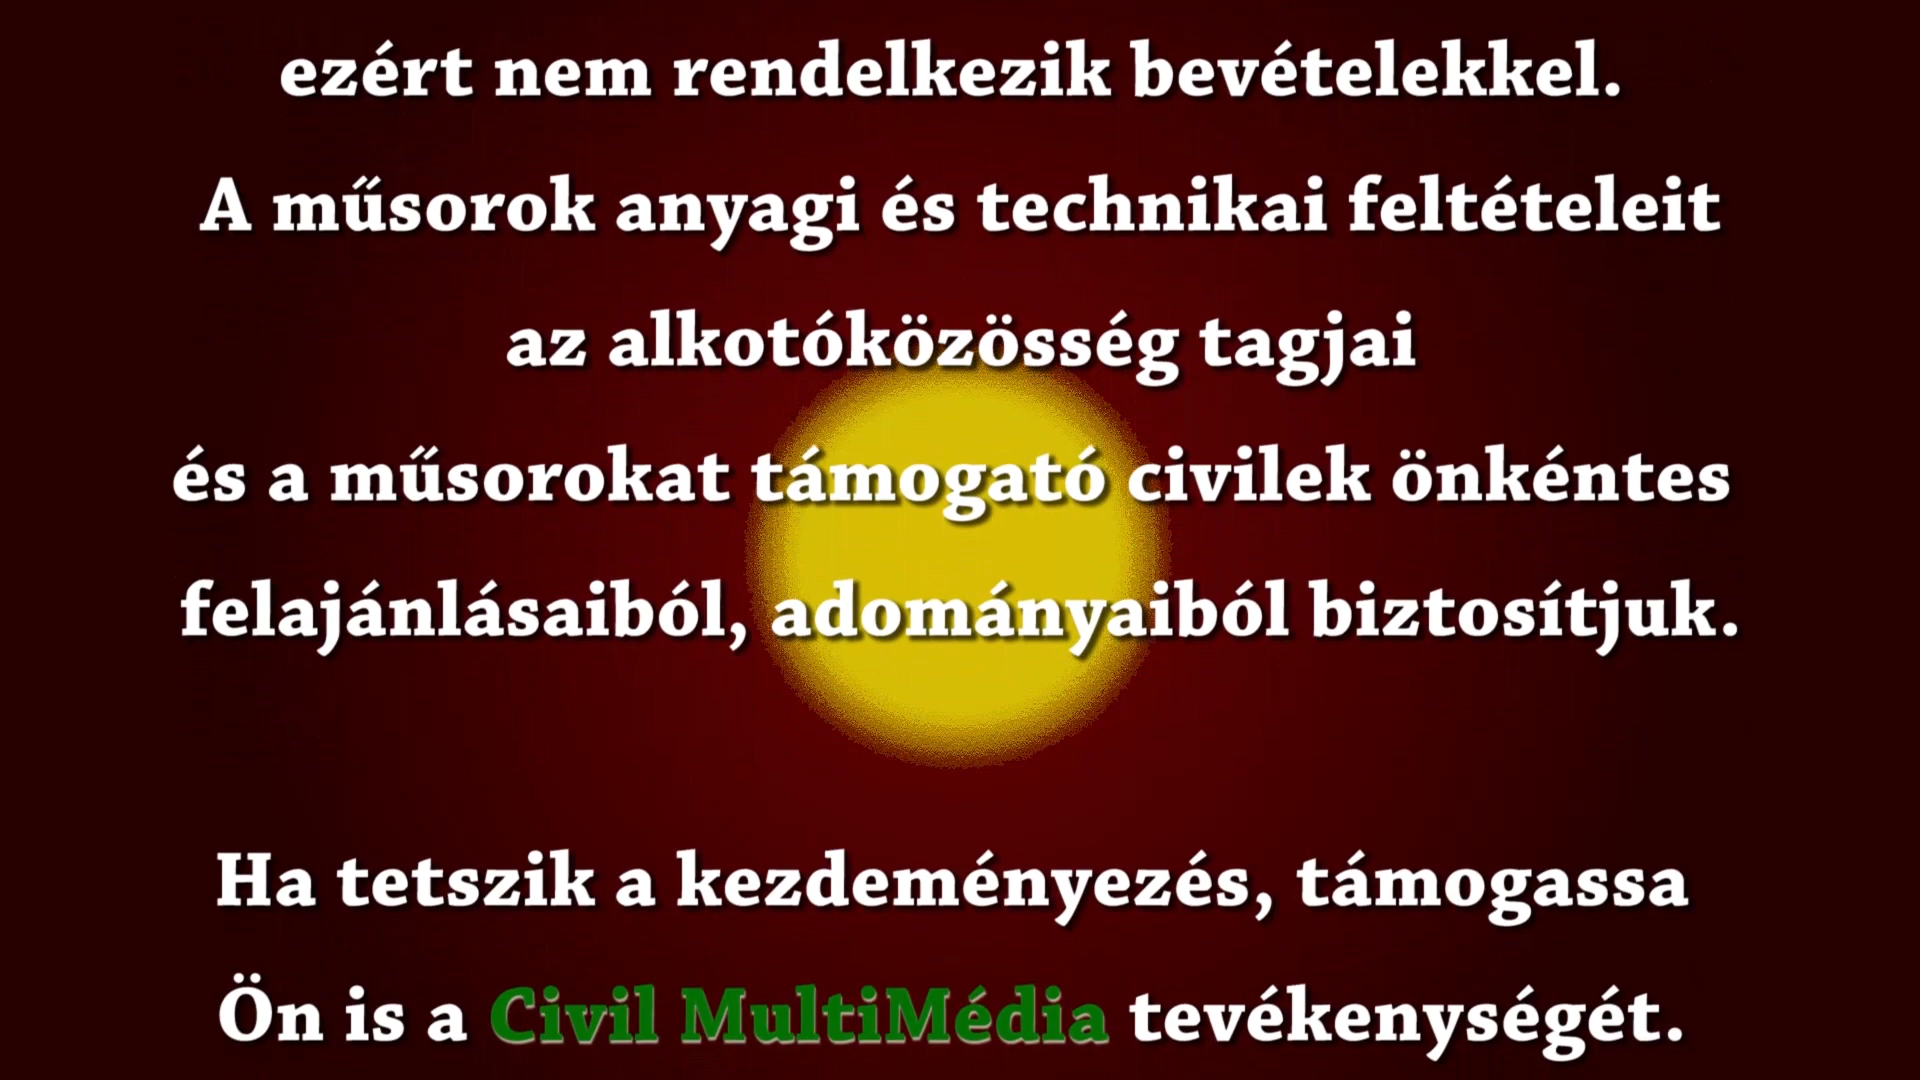 ezért nem rendelkezik bevételekkel.
A műsorok anyagi és technikai feltételeit
az alkotóközösség tagjai
és a műsorokat támogató civilek önkéntes
felajánlásaiból, adományaiból biztosítjuk.
Ha tetszik a kezdeményezés, támogassa
Ön is a Civil MultiMédia tevékenységét.